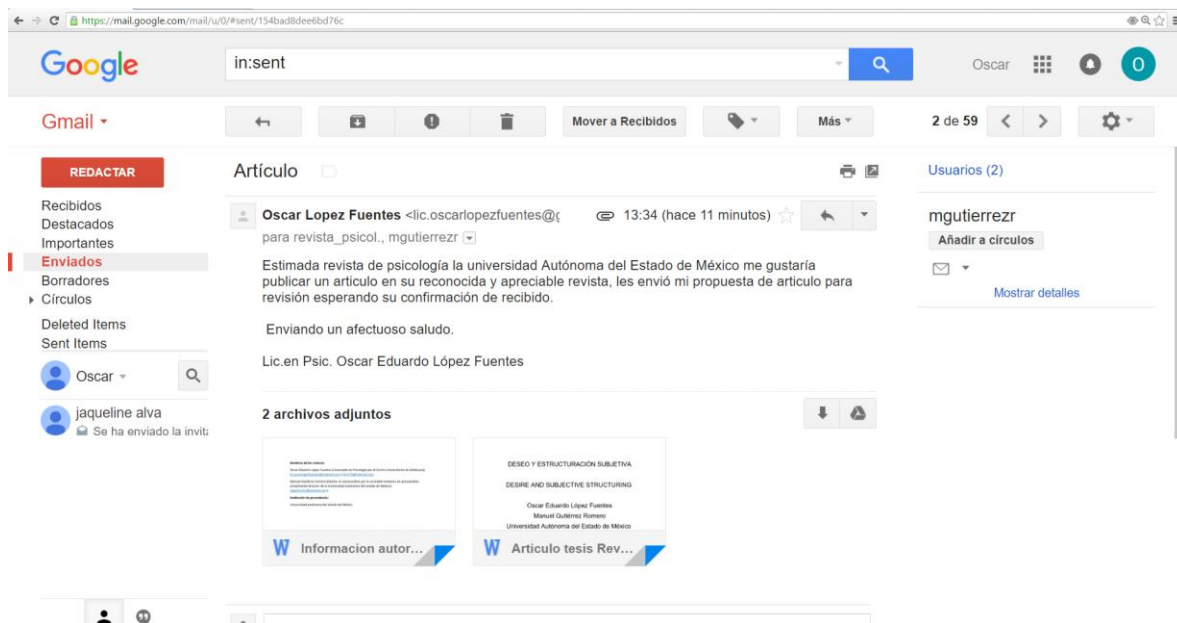 https://mail.google.com/mail/u/0/#sent/154bad8dee6bd76c
Google
in:sent
Oscar
O
Gmail
Mover a Recibidos
Más
2 de 59
REDACTAR
Artículo
Usuarios (2)
Recibidos
Destacados
Importantes
Enviados
Borradores
Círculos
Deleted Items
Sent Items
Oscar
jaqueline alva
Se ha enviado la invita
Oscar Lopez Fuentes <lic.oscarlopezfuentes@g
13:34 (hace 11 minutos)
para revista_psicol., mgutierrezr
Estimada revista de psicología la universidad Autónoma del Estado de México me gustaría
publicar un articulo en su reconocida y apreciable revista, les envió mi propuesta de articulo para
revisión esperando su confirmación de recibido.
Enviando un afectuoso saludo.
Lic.en Psic. Oscar Eduardo López Fuentes
mgutierrezr
Añadir a círculos
Mostrar detalles
2 archivos adjuntos
DESEO Y ESTRUCTURACIÓN SUBJETIVA
DESIRE AND SUBJECTIVE STRUCTURING
Oscar Eduardo López Fuentes
Manuel Gutiérrez Romero
Universidad Autónoma del Estado de México
W Informacion autor...
W Articulo tesis Rev...